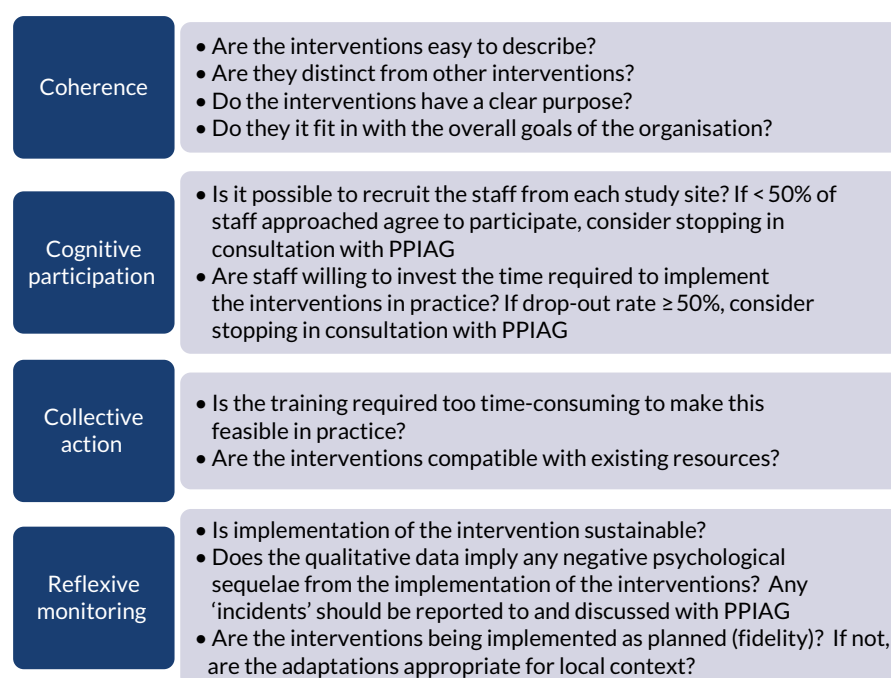 Coherence
• Are the interventions easy to describe?
• Are they distinct from other interventions?
• Do the interventions have a clear purpose?
• Do they it fit in with the overall goals of the organisation?
Cognitive
participation
• Is it possible to recruit the staff from each study site? If < 50% of
staff approached agree to participate, consider stopping in
consultation with PPIAG
• Are staff willing to invest the time required to implement
the interventions in practice? If drop-out rate ≥ 50%, consider
stopping in consultation with PPIAG
Collective
action
• Is the training required too time-consuming to make this
feasible in practice?
• Are the interventions compatible with existing resources?
Reflexive
monitoring
• Is implementation of the intervention sustainable?
• Does the qualitative data imply any negative psychological
sequelae from the implementation of the interventions? Any
‘incidents’ should be reported to and discussed with PPIAG
• Are the interventions being implemented as planned (fidelity)? If not,
are the adaptations appropriate for local context?